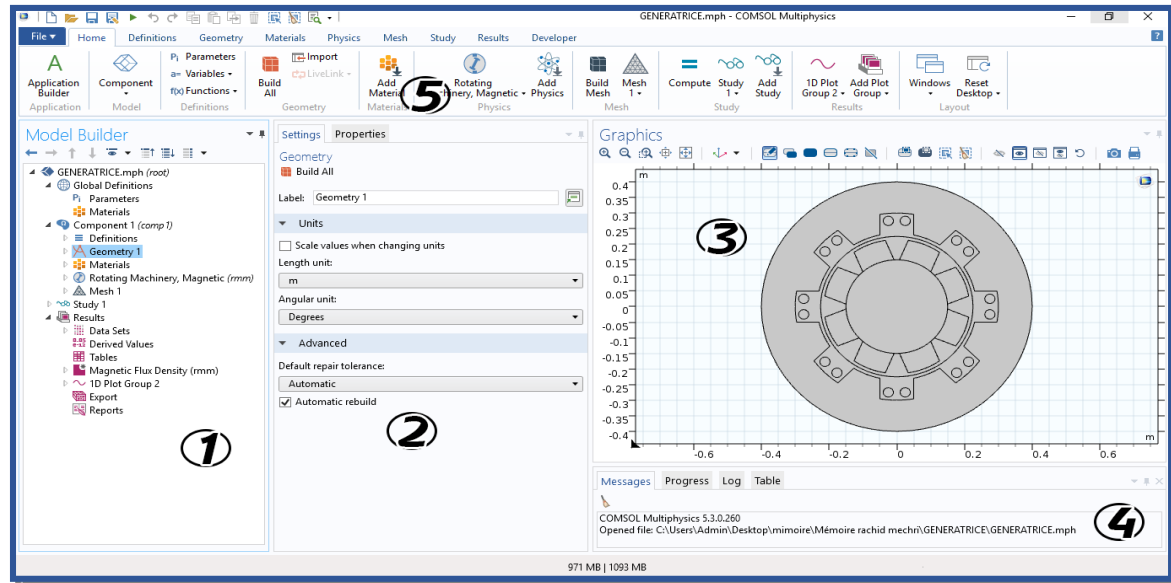 GENERATRICE.mph - COMSOL Multiphysics
File Home Definitions Geometry Materials Physics Mesh Study Results Developer
A
Application Builder
Application
Component
Model
Pi Parameters
a= Variables
f(x) Functions
Definitions
Build All
Import
LiveLink
Geometry
Add Material
Materials
5
Rotating
inery, Magnetic
Add Physics
Physics
Build Mesh
Mesh 1
Mesh
Compute
Study 1
Add Study
Study
1D Plot Group 2
Add Plot Group
Results
Windows
Reset Desktop
Layout
?
Model Builder
GENERATRICE.mph (root)
Global Definitions
Pi Parameters
Materials
Component 1 (comp1)
Definitions
Geometry 1
Materials
Rotating Machinery, Magnetic (rmm)
Mesh 1
Study 1
Results
Data Sets
8.85 e-12 Derived Values
Tables
Magnetic Flux Density (rmm)
1D Plot Group 2
Export
Reports
1
Settings Properties
Geometry
Build All
Label: Geometry 1
Units
Scale values when changing units
Length unit:
m
Angular unit:
Degrees
Advanced
Default repair tolerance:
Automatic
Automatic rebuild
2
Graphics
m
0.4
0.35
0.3
0.25
0.2
0.15
0.1
0.05
0
-0.05
-0.1
-0.15
-0.2
-0.25
-0.3
-0.35
-0.4
3
m
-0.6 -0.4 -0.2 0 0.2 0.4 0.6
Messages Progress Log Table
COMSOL Multiphysics 5.3.0.260
Opened file: C:\Users\Admin\Desktop\mimoire\Mémoire rachid mechri\GENERATRICE\GENERATRICE.mph
4
971 MB | 1093 MB